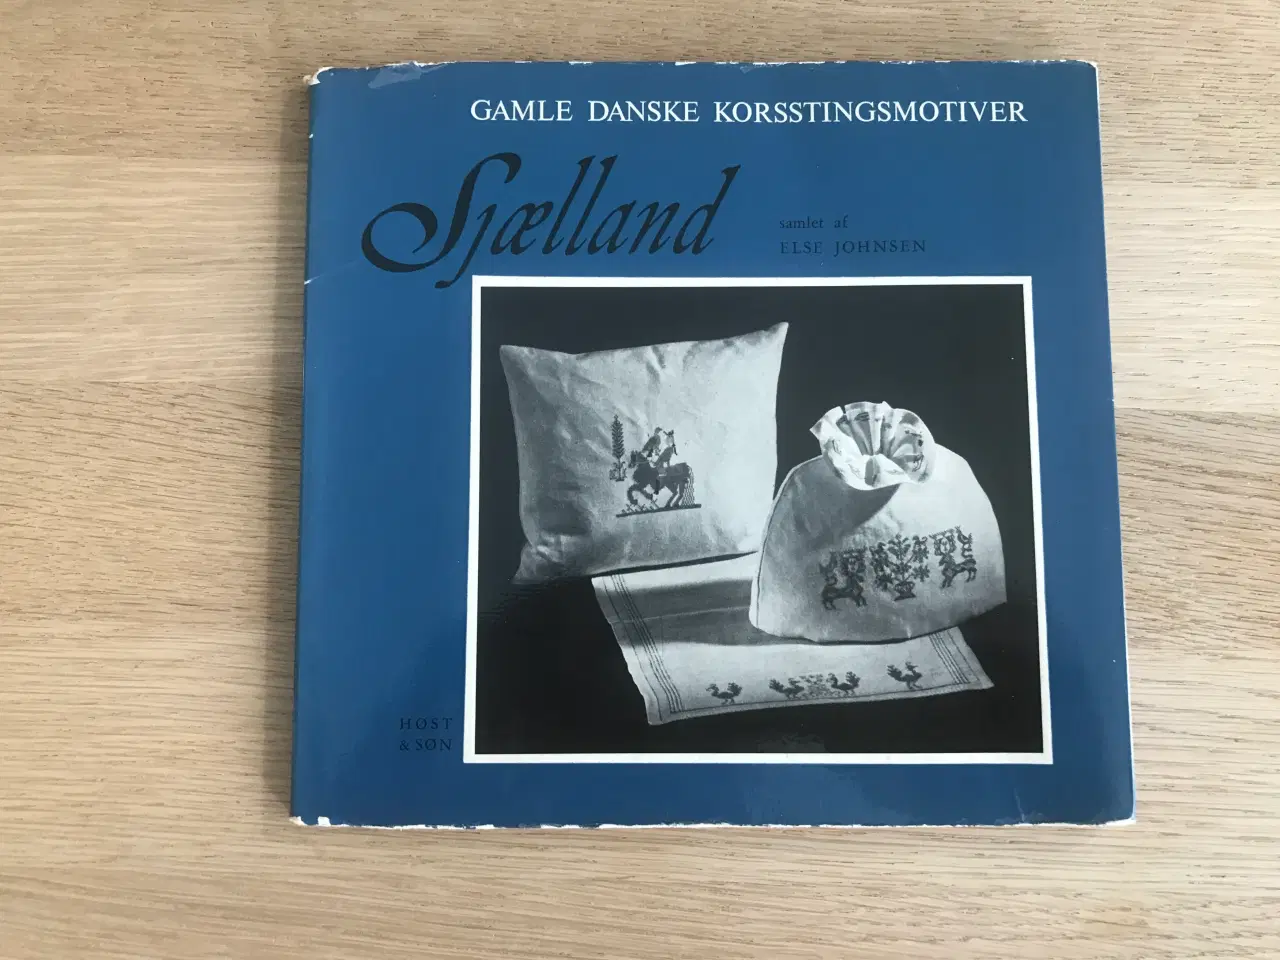 GAMLE DANSKE KORSSTINGSMOTIVER
Sjælland
samlet af
ELSE JOHNSEN
HØST
& SØN